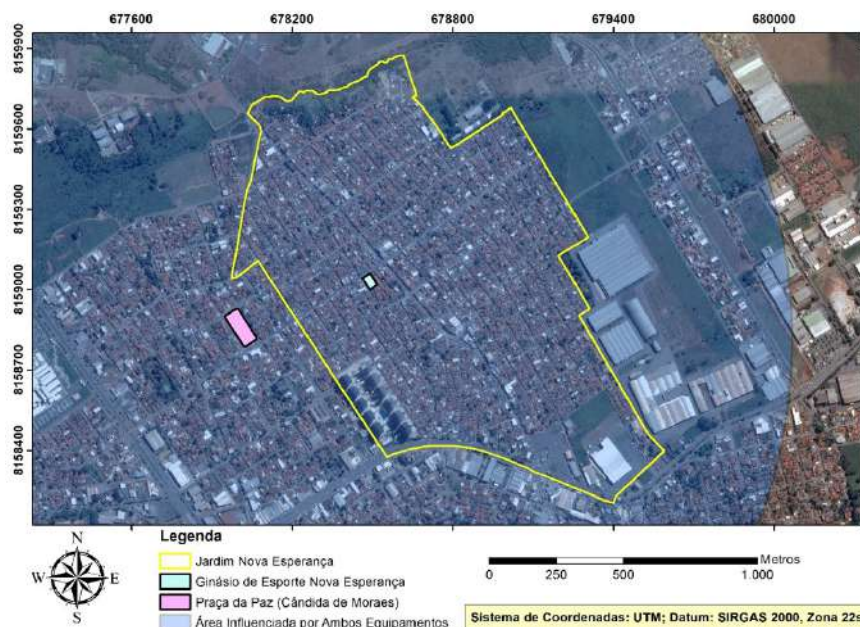 677600 678200 678800 679400 680000
8159900
8159600
8159300
8159000
8158700
8158400
Legenda
Jardim Nova Esperança
Ginásio de Esporte Nova Esperança
Praça da Paz (Cândida de Moraes)
Área Influenciada por Ambos Equipamentos
N
W E
S
Metros
0 250 500 1.000
Sistema de Coordenadas: UTM; Datum: SIRGAS 2000, Zona 22s